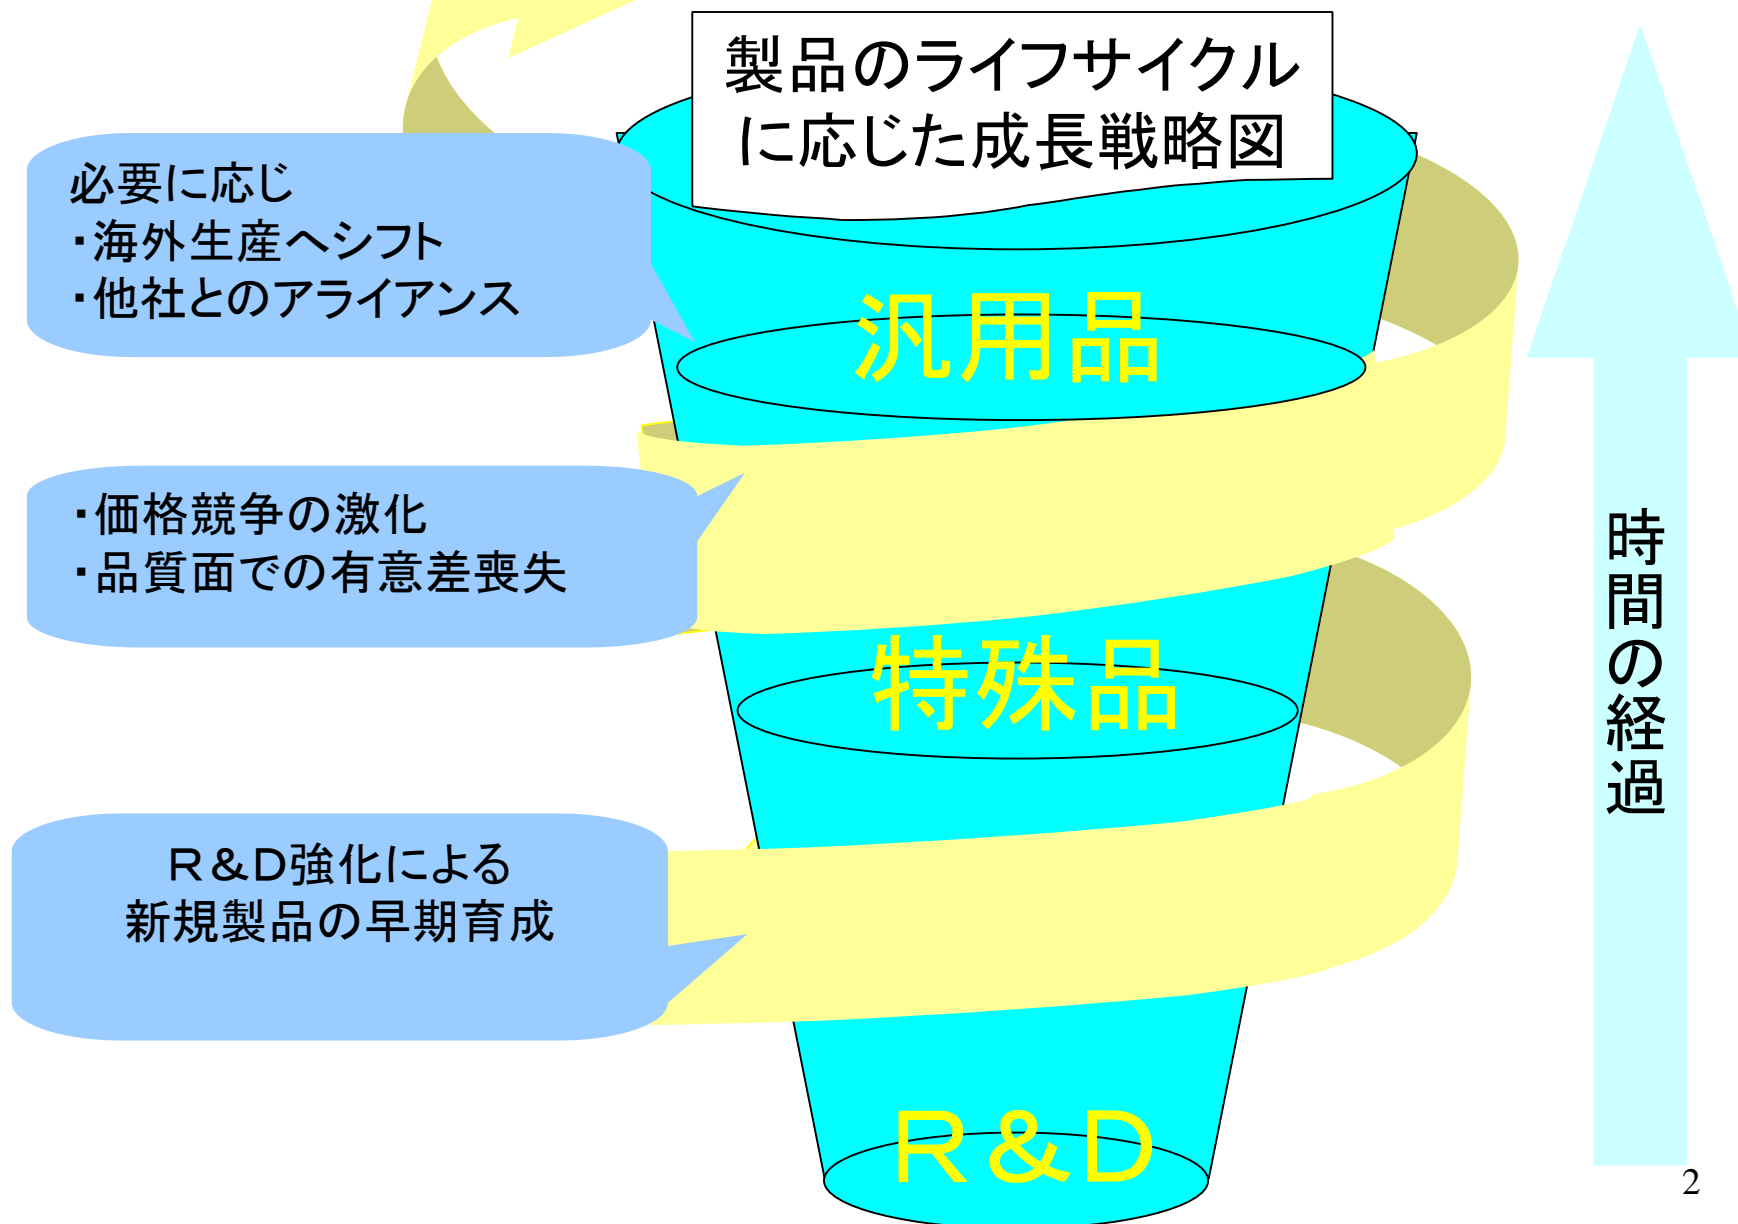 製品のライフサイクル
に応じた成長戦略図
必要に応じ
・海外生産へシフト
・他社とのアライアンス
汎用品
・価格競争の激化
・品質面での有意差喪失
特殊品
Ｒ＆Ｄ強化による
新規製品の早期育成
Ｒ＆Ｄ
時間の経過
2